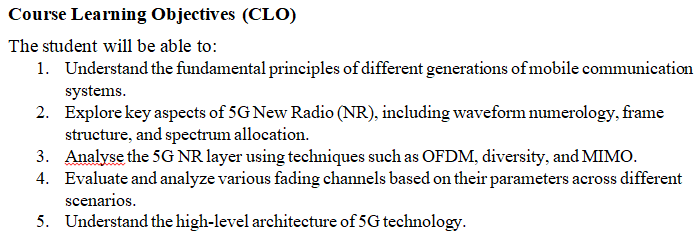 Course Learning Objectives (CLO)
The student will be able to:
1. Understand the fundamental principles of different generations of mobile communication
systems.
2. Explore key aspects of 5G New Radio (NR), including waveform numerology, frame
structure, and spectrum allocation.
3. Analyse the 5G NR layer using techniques such as OFDM, diversity, and MIMO.
4. Evaluate and analyze various fading channels based on their parameters across different
scenarios.
5. Understand the high-level architecture of 5G technology.